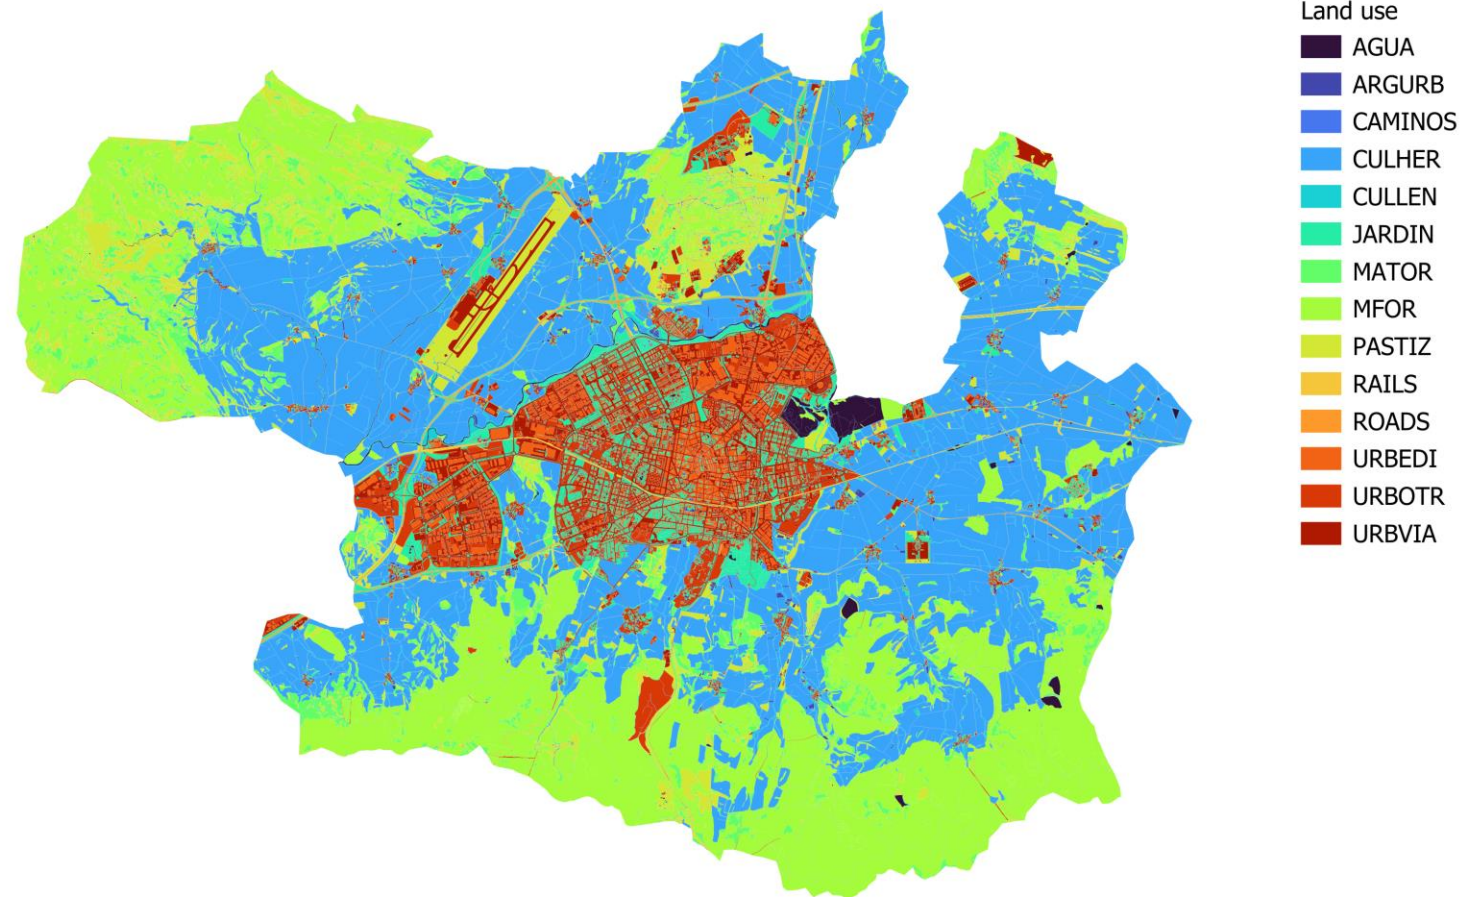 Land use
AGUA
ARGURB
CAMINOS
CULHER
CULLEN
JARDIN
MATOR
MFOR
PASTIZ
RAILS
ROADS
URBEDI
URBOTR
URBVIA